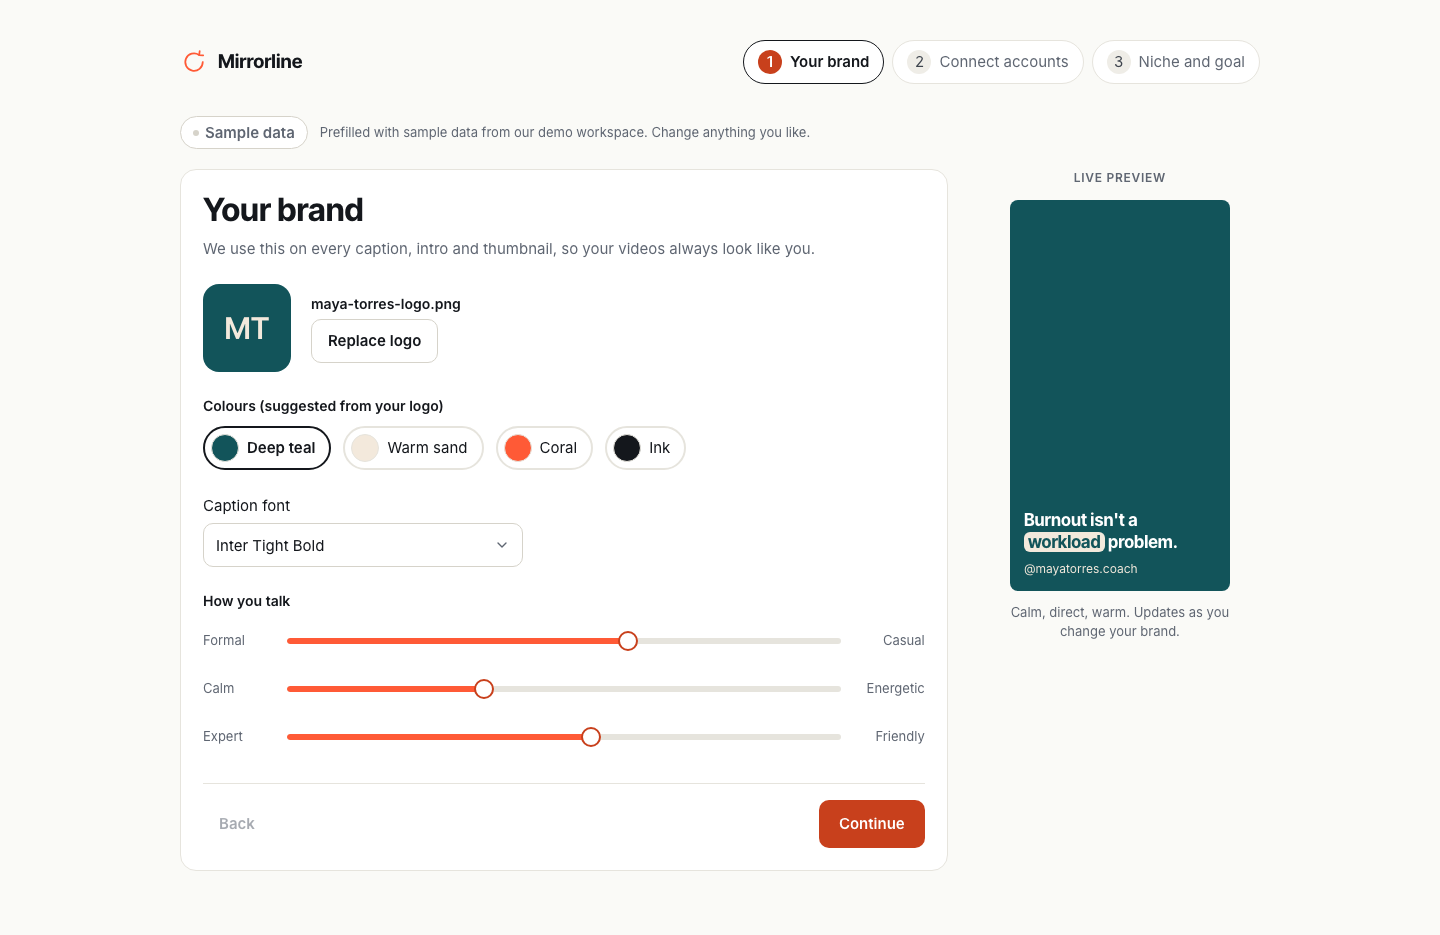 Mirrorline
1 Your brand
2 Connect accounts
3 Niche and goal
Sample data
Prefilled with sample data from our demo workspace. Change anything you like.
Your brand
We use this on every caption, intro and thumbnail, so your videos always look like you.
MT
maya-torres-logo.png
Replace logo
Colours (suggested from your logo)
Deep teal
Warm sand
Coral
Ink
Caption font
Inter Tight Bold
How you talk
Formal
Casual
Calm
Energetic
Expert
Friendly
Back
Continue
LIVE PREVIEW
Burnout isn't a
workload problem.
@mayatorres.coach
Calm, direct, warm. Updates as you
change your brand.